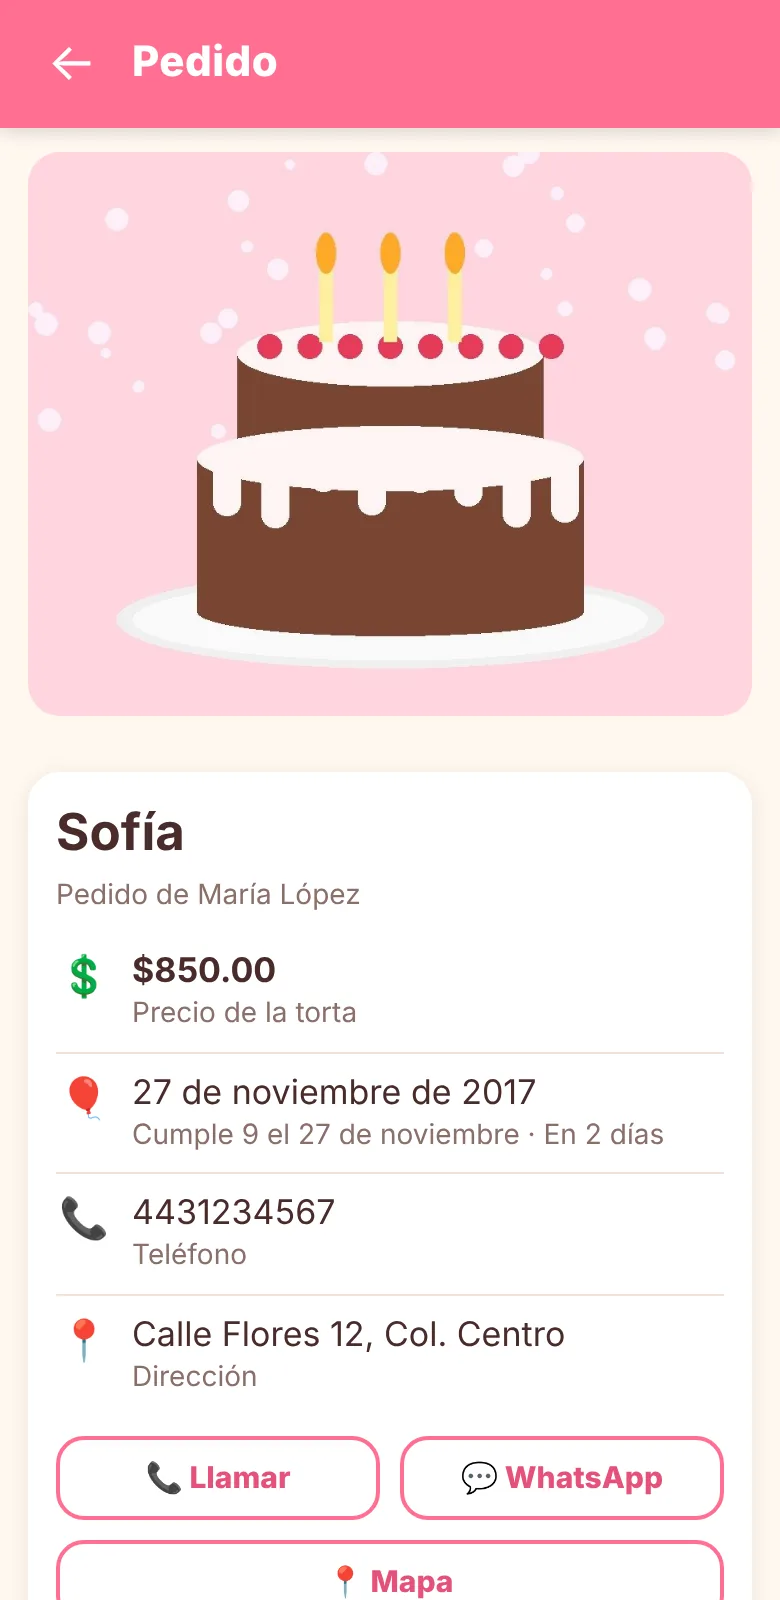 Pedido
Sofía
Pedido de María López
$850.00
Precio de la torta
27 de noviembre de 2017
Cumple 9 el 27 de noviembre · En 2 días
4431234567
Teléfono
Calle Flores 12, Col. Centro
Dirección
Llamar
WhatsApp
Mapa